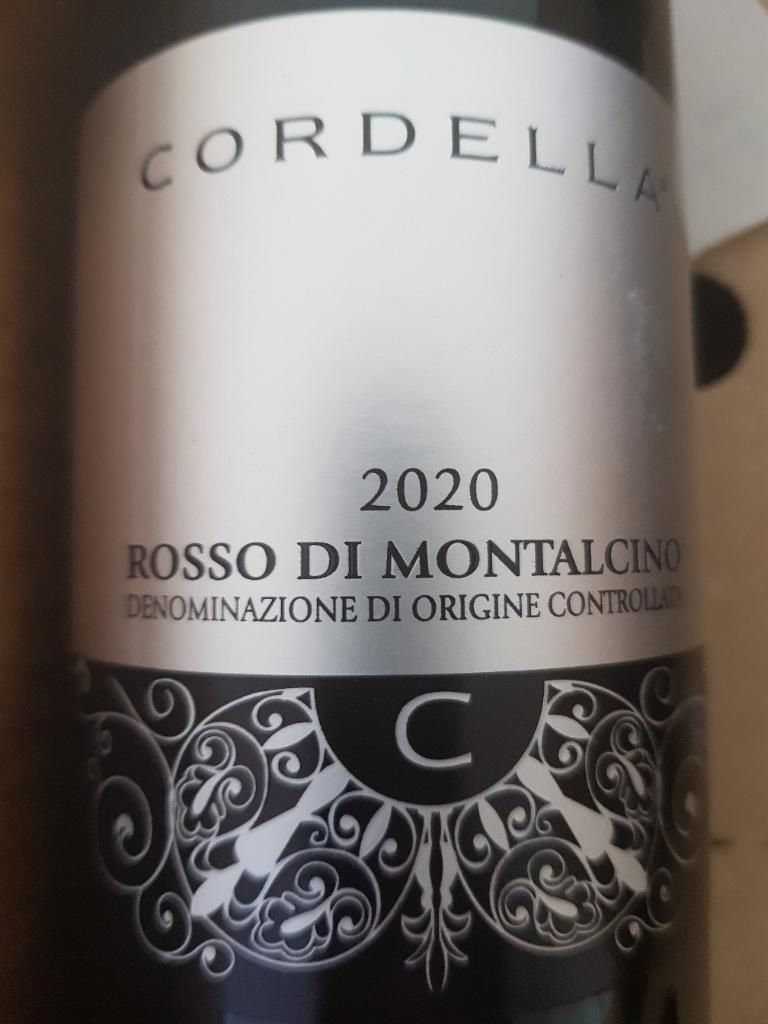 CORDELLA
2020
ROSSO DI MONTALCINO
DENOMINAZIONE DI ORIGINE CONTROLLATA
C